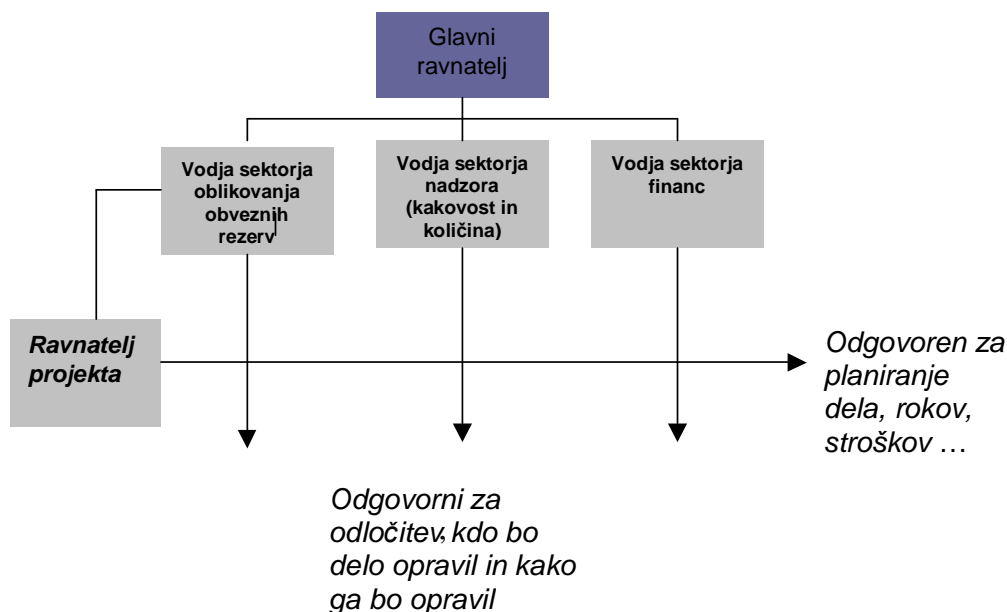 Glavni
ravnatelj
Vodja sektorja
oblikovanja
obveznih
rezerv
Vodja sektorja
nadzora
(kakovost in
količina)
Vodja sektorja
financ
Ravnatelj
projekta
Odgovoren za
planiranje
dela, rokov,
stroškov …
Odgovorni za
odločitev, kdo bo
delo opravil in kako
ga bo opravil